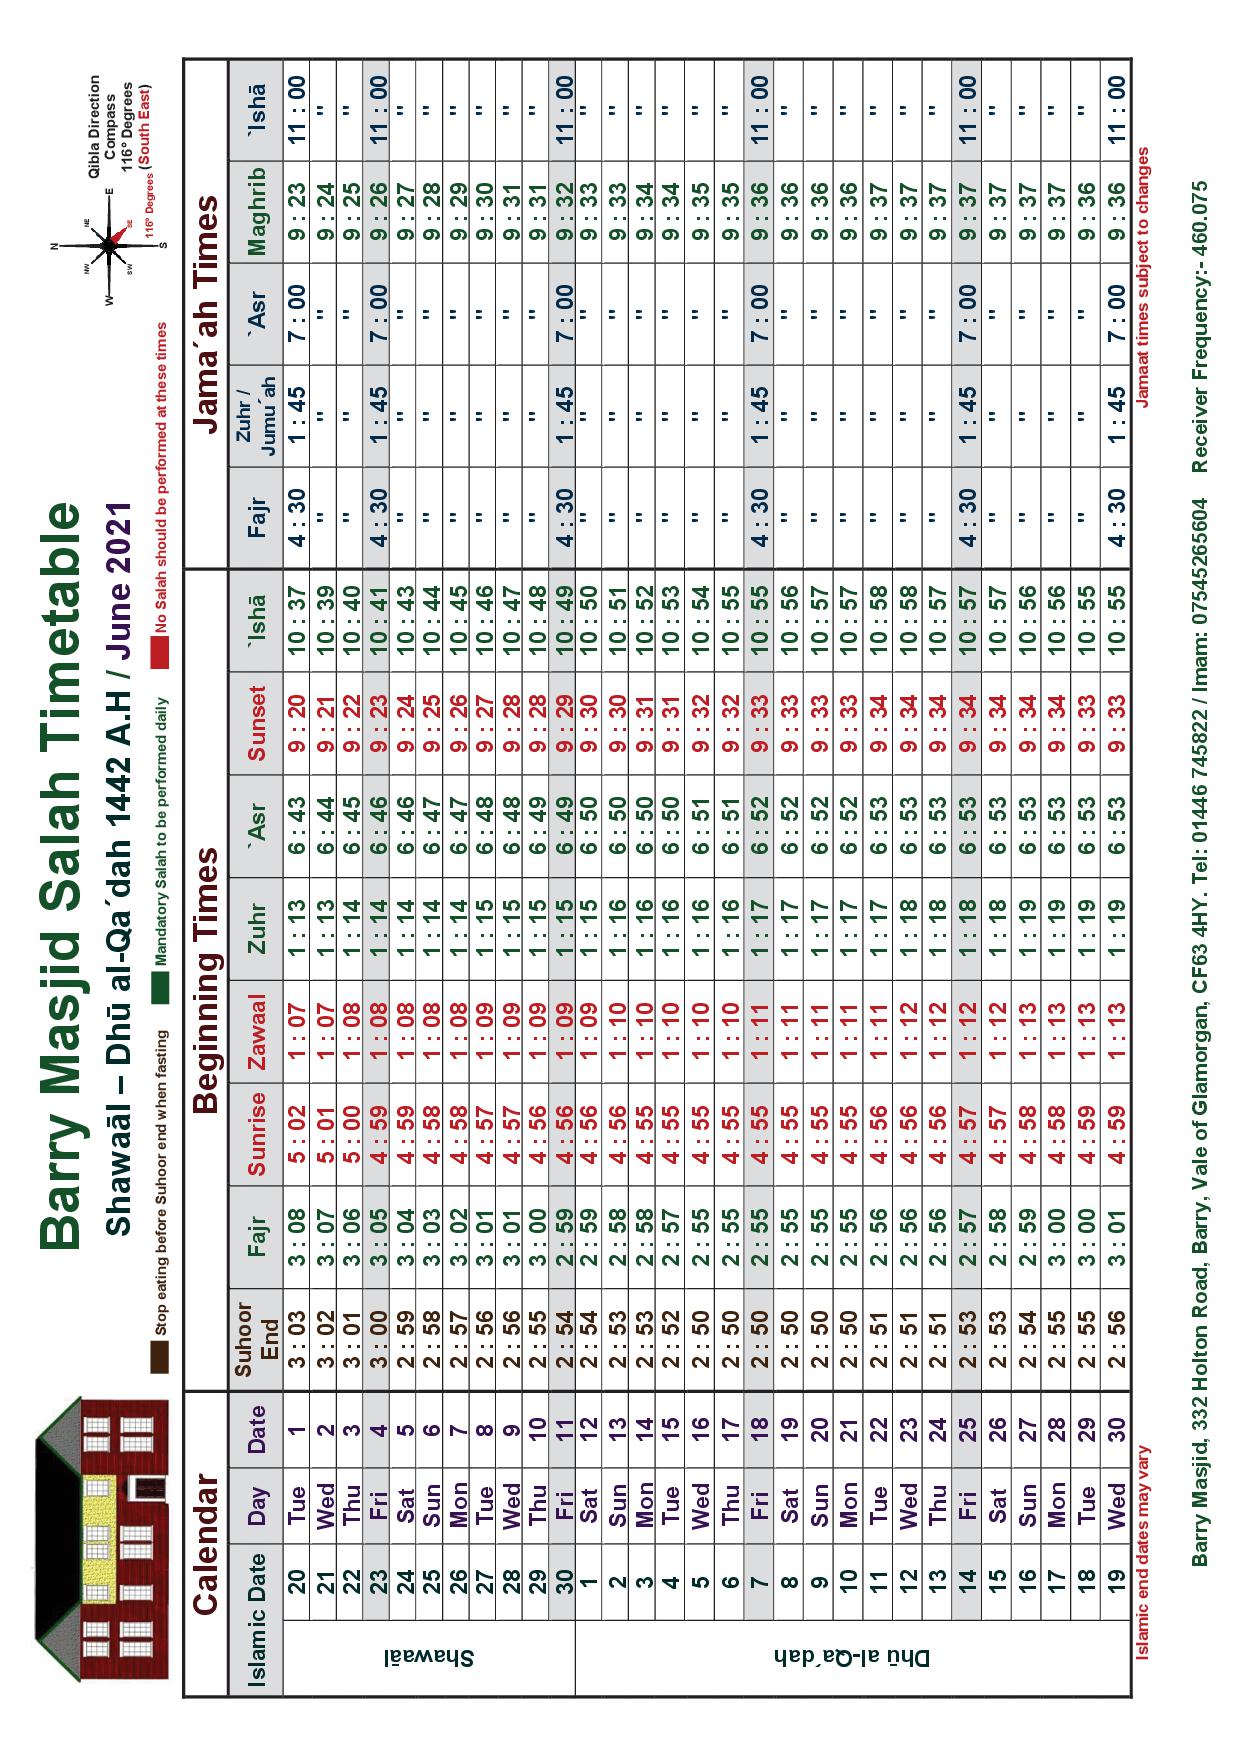 Barry Masjid Salah Timetable
Shawaāl – Dhū al-Qa´dah 1442 A.H / June 2021
Stop eating before Suhoor end when fasting Mandatory Salah to be performed daily No Salah should be performed at these times
N
NW NE
W E
SW SE
S
116° Degrees
Qibla Direction
Compass
116° Degrees
(South East)
Calendar Beginning Times Jama´ah Times
Islamic Date Day Date Suhoor End Fajr Sunrise Zawaal Zuhr `Asr Sunset `Ishā Fajr Zuhr / Jumu´ah `Asr Maghrib `Ishā
Shawaāl
20 Tue 1 3 : 03 3 : 08 5 : 02 1 : 07 1 : 13 6 : 43 9 : 20 10 : 37 4 : 30 1 : 45 7 : 00 9 : 23 11 : 00
21 Wed 2 3 : 02 3 : 07 5 : 01 1 : 07 1 : 13 6 : 44 9 : 21 10 : 39 " " " 9 : 24 "
22 Thu 3 3 : 01 3 : 06 5 : 00 1 : 08 1 : 14 6 : 45 9 : 22 10 : 40 " " " 9 : 25 "
23 Fri 4 3 : 00 3 : 05 4 : 59 1 : 08 1 : 14 6 : 46 9 : 23 10 : 41 4 : 30 1 : 45 7 : 00 9 : 26 11 : 00
24 Sat 5 2 : 59 3 : 04 4 : 59 1 : 08 1 : 14 6 : 46 9 : 24 10 : 43 " " " 9 : 27 "
25 Sun 6 2 : 58 3 : 03 4 : 58 1 : 08 1 : 14 6 : 47 9 : 25 10 : 44 " " " 9 : 28 "
26 Mon 7 2 : 57 3 : 02 4 : 58 1 : 08 1 : 14 6 : 47 9 : 26 10 : 45 " " " 9 : 29 "
27 Tue 8 2 : 56 3 : 01 4 : 57 1 : 09 1 : 15 6 : 48 9 : 27 10 : 46 " " " 9 : 30 "
28 Wed 9 2 : 56 3 : 01 4 : 57 1 : 09 1 : 15 6 : 48 9 : 28 10 : 47 " " " 9 : 31 "
29 Thu 10 2 : 55 3 : 00 4 : 56 1 : 09 1 : 15 6 : 49 9 : 28 10 : 48 " " " 9 : 31 "
30 Fri 11 2 : 54 2 : 59 4 : 56 1 : 09 1 : 15 6 : 49 9 : 29 10 : 49 4 : 30 1 : 45 7 : 00 9 : 32 11 : 00
Dhū al-Qa´dah
1 Sat 12 2 : 54 2 : 59 4 : 56 1 : 09 1 : 15 6 : 50 9 : 30 10 : 50 " " " 9 : 33 "
2 Sun 13 2 : 53 2 : 58 4 : 56 1 : 10 1 : 16 6 : 50 9 : 30 10 : 51 " " " 9 : 33 "
3 Mon 14 2 : 53 2 : 58 4 : 55 1 : 10 1 : 16 6 : 50 9 : 31 10 : 52 " " " 9 : 34 "
4 Tue 15 2 : 52 2 : 57 4 : 55 1 : 10 1 : 16 6 : 50 9 : 31 10 : 53 " " " 9 : 34 "
5 Wed 16 2 : 50 2 : 55 4 : 55 1 : 10 1 : 16 6 : 51 9 : 32 10 : 54 " " " 9 : 35 "
6 Thu 17 2 : 50 2 : 55 4 : 55 1 : 10 1 : 16 6 : 51 9 : 32 10 : 55 " " " 9 : 35 "
7 Fri 18 2 : 50 2 : 55 4 : 55 1 : 11 1 : 17 6 : 52 9 : 33 10 : 55 4 : 30 1 : 45 7 : 00 9 : 36 11 : 00
8 Sat 19 2 : 50 2 : 55 4 : 55 1 : 11 1 : 17 6 : 52 9 : 33 10 : 56 " " " 9 : 36 "
9 Sun 20 2 : 50 2 : 55 4 : 55 1 : 11 1 : 17 6 : 52 9 : 33 10 : 57 " " " 9 : 36 "
10 Mon 21 2 : 50 2 : 55 4 : 55 1 : 11 1 : 17 6 : 52 9 : 33 10 : 57 " " " 9 : 36 "
11 Tue 22 2 : 51 2 : 56 4 : 56 1 : 11 1 : 17 6 : 53 9 : 34 10 : 58 " " " 9 : 37 "
12 Wed 23 2 : 51 2 : 56 4 : 56 1 : 12 1 : 18 6 : 53 9 : 34 10 : 58 " " " 9 : 37 "
13 Thu 24 2 : 51 2 : 56 4 : 56 1 : 12 1 : 18 6 : 53 9 : 34 10 : 57 " " " 9 : 37 "
14 Fri 25 2 : 53 2 : 57 4 : 57 1 : 12 1 : 18 6 : 53 9 : 34 10 : 57 4 : 30 1 : 45 7 : 00 9 : 37 11 : 00
15 Sat 26 2 : 53 2 : 58 4 : 57 1 : 12 1 : 18 6 : 53 9 : 34 10 : 57 " " " 9 : 37 "
16 Sun 27 2 : 54 2 : 59 4 : 58 1 : 13 1 : 19 6 : 53 9 : 34 10 : 56 " " " 9 : 37 "
17 Mon 28 2 : 55 3 : 00 4 : 58 1 : 13 1 : 19 6 : 53 9 : 34 10 : 56 " " " 9 : 37 "
18 Tue 29 2 : 55 3 : 00 4 : 59 1 : 13 1 : 19 6 : 53 9 : 33 10 : 55 " " " 9 : 36 "
19 Wed 30 2 : 56 3 : 01 4 : 59 1 : 13 1 : 19 6 : 53 9 : 33 10 : 55 4 : 30 1 : 45 7 : 00 9 : 36 11 : 00
Islamic end dates may vary Jamaat times subject to changes
Barry Masjid, 332 Holton Road, Barry, Vale of Glamorgan, CF63 4HY. Tel: 01446 745822 / Imam: 07545265604 Receiver Frequency:- 460.075